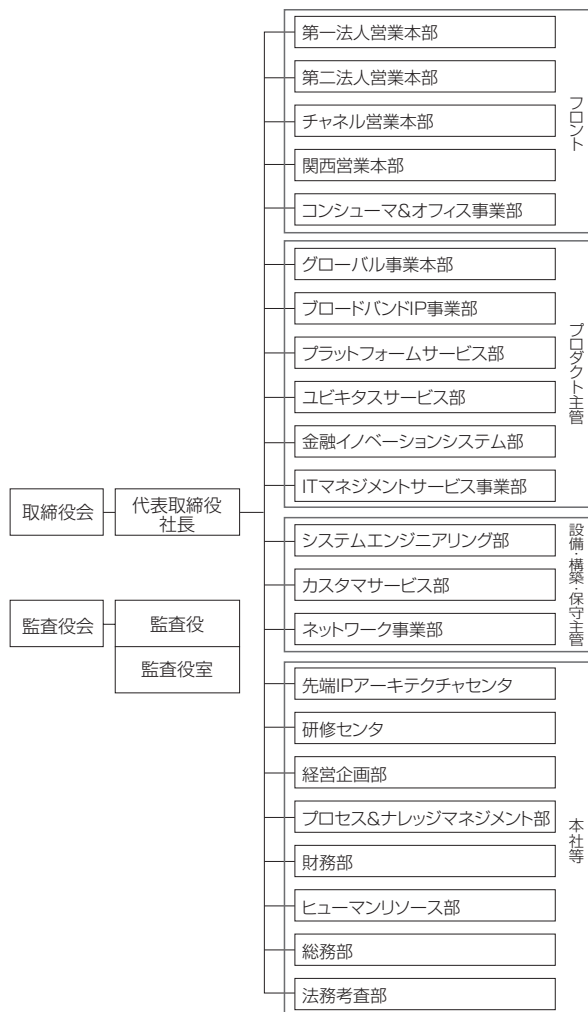 第一法人営業本部
第二法人営業本部
チャネル営業本部
関西営業本部
コンシューマ&オフィス事業部
フロント
グローバル事業本部
ブロードバンドIP事業部
プラットフォームサービス部
ユビキタスサービス部
金融イノベーションシステム部
ITマネジメントサービス事業部
プロダクト主管
取締役会
代表取締役
社長
システムエンジニアリング部
カスタマサービス部
ネットワーク事業部
設備・構築・保守主管
監査役会
監査役
監査役室
先端IPアーキテクチャセンタ
研修センタ
経営企画部
プロセス&ナレッジマネジメント部
財務部
ヒューマンリソース部
総務部
法務考査部
本社等